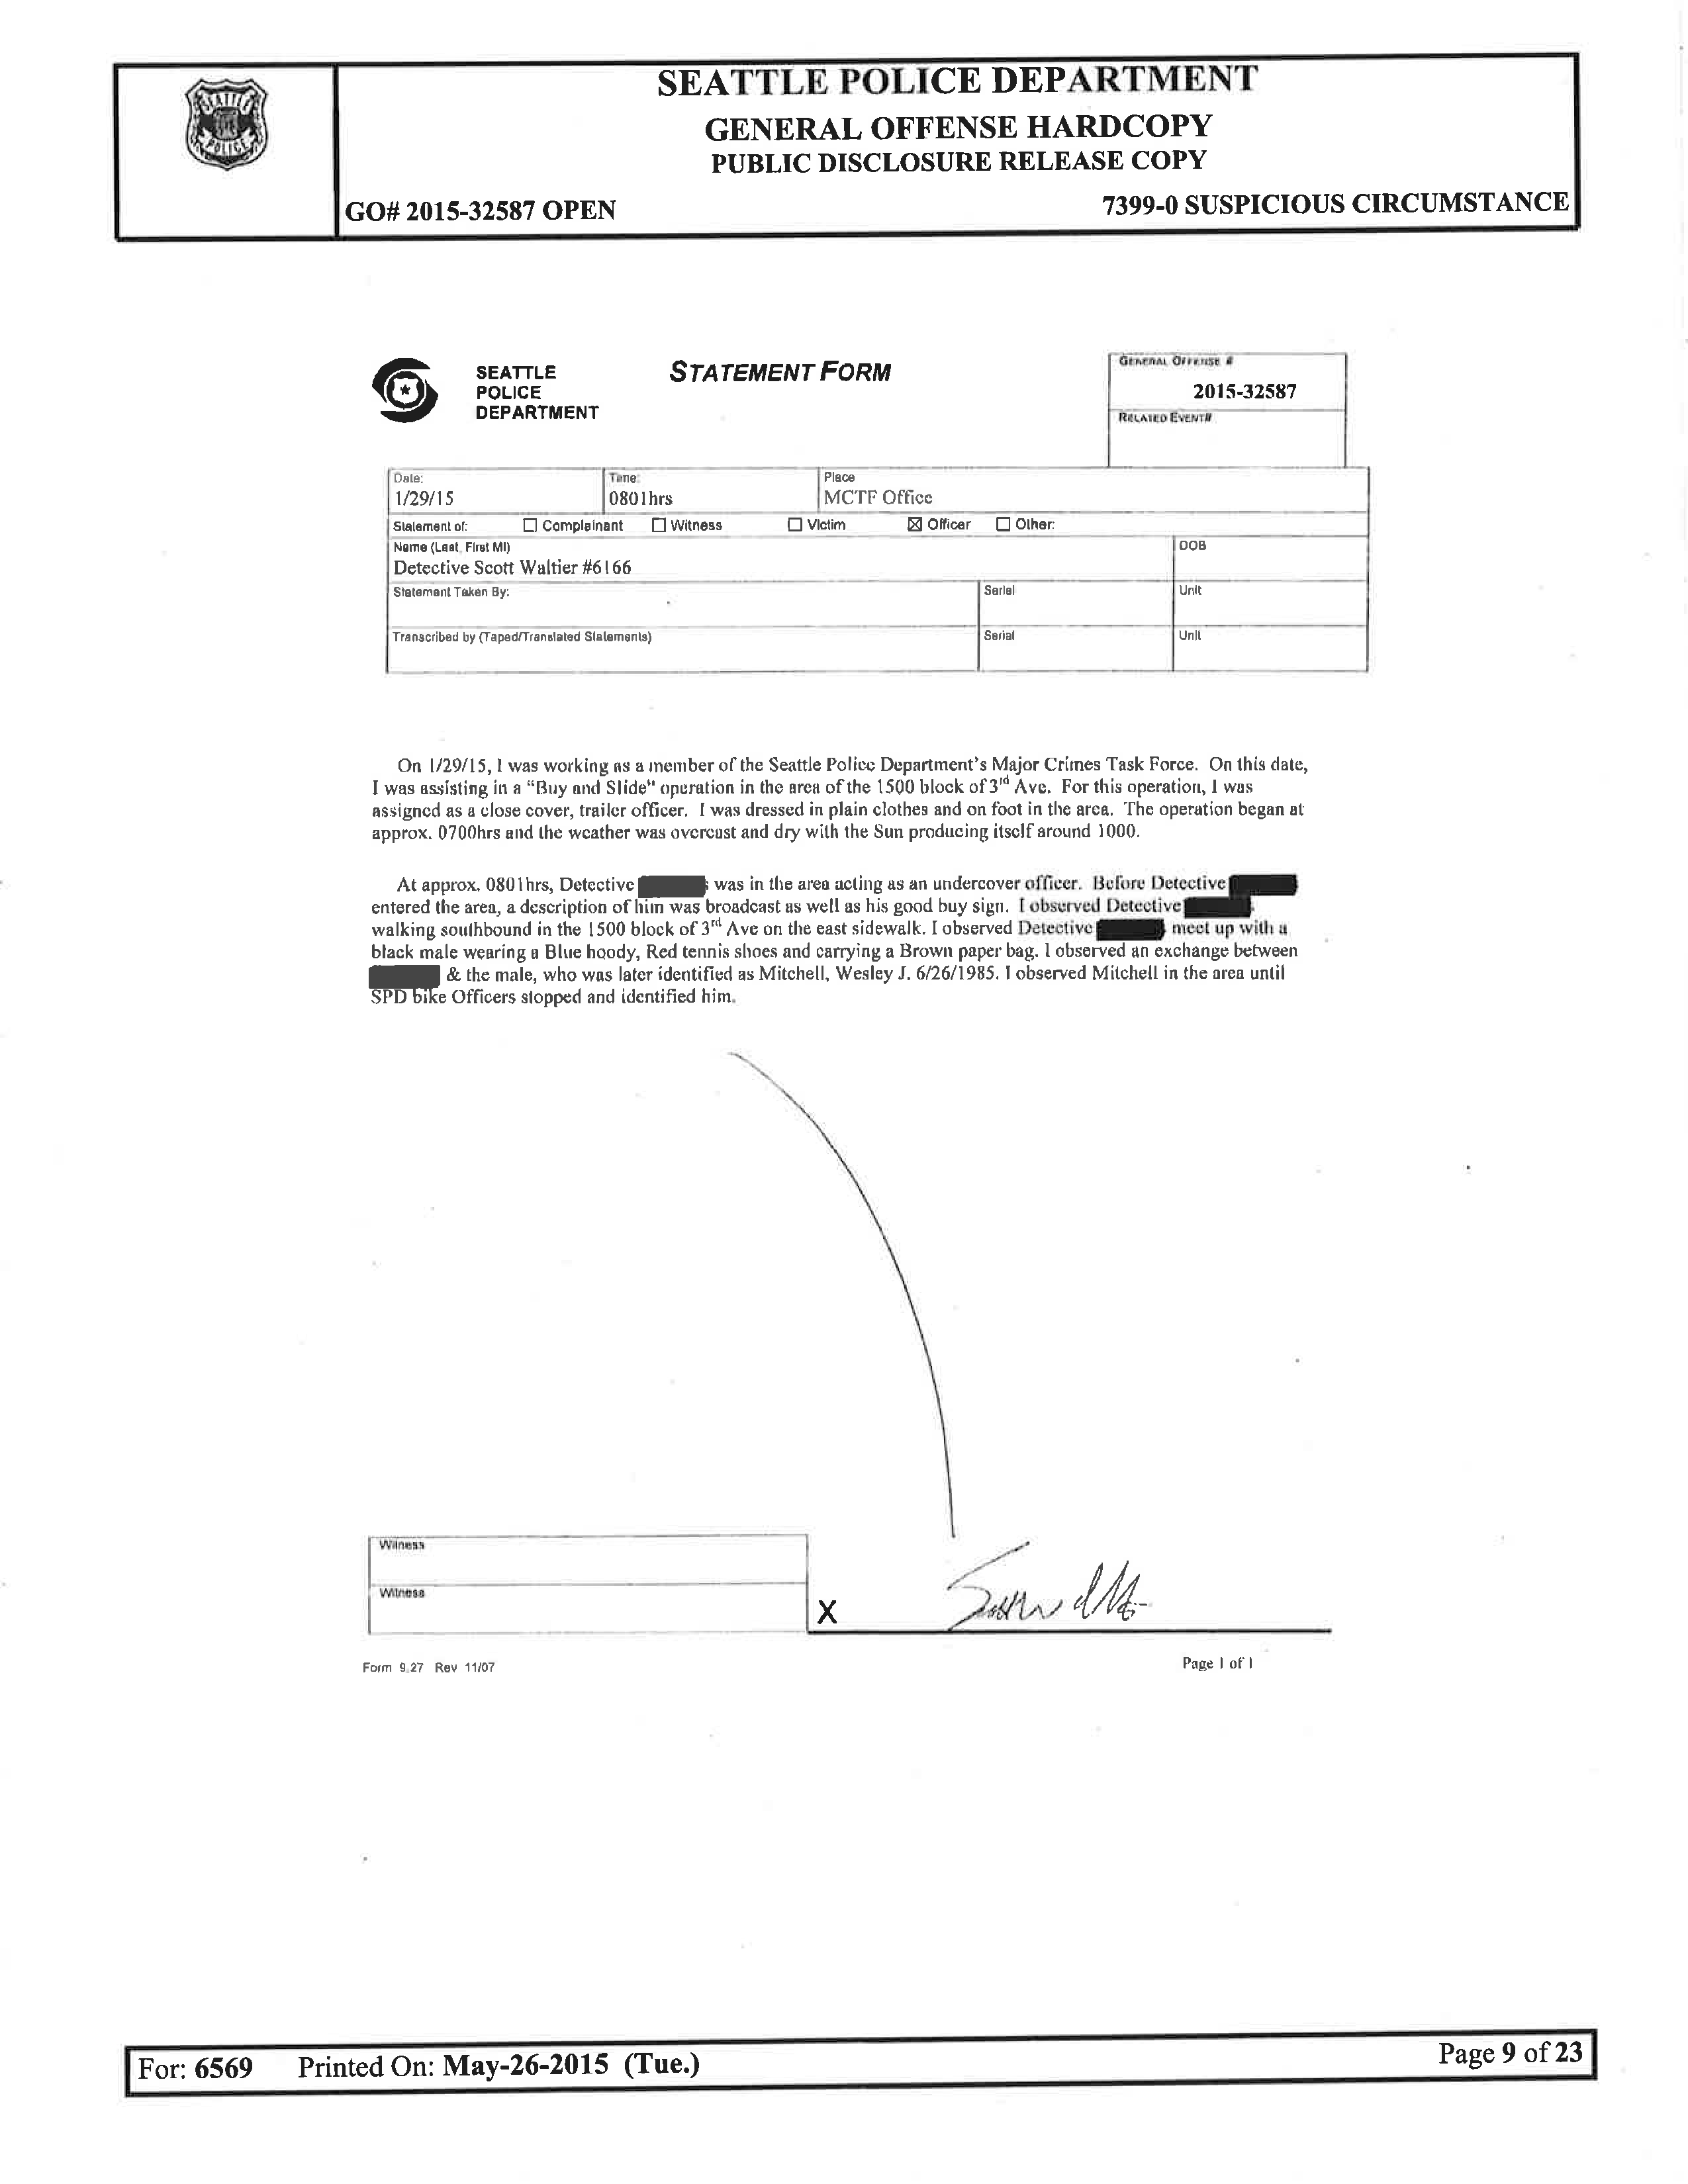 SEATTLE POLICE DEPARTMENT
GENERAL OFFENSE HARDCOPY
PUBLIC DISCLOSURE RELEASE COPY
GO# 2015-32587 OPEN 7399-0 SUSPICIOUS CIRCUMSTANCE
SEATTLE
POLICE
SEATTLE
POLICE
DEPARTMENT
STATEMENT FORM
GENERAL OFFENSE #
2015-32587
RELATED EVENT#
Date: Time: Place
1/29/15 0801hrs MCTF Office
Statement of: ☐ Complainant ☐ Witness ☐ Victim ☒ Officer ☐ Other:
Name (Last, First MI) DOB
Detective Scott Waltier #6166
Statement Taken By: Serial Unit
Transcribed by (Taped/Translated Statements) Serial Unit
On 1/29/15, I was working as a member of the Seattle Police Department's Major Crimes Task Force. On this date,
I was assisting in a "Buy and Slide" operation in the area of the 1500 block of 3rd Ave. For this operation, I was
assigned as a close cover, trailer officer. I was dressed in plain clothes and on foot in the area. The operation began at
approx. 0700hrs and the weather was overcast and dry with the Sun producing itself around 1000.
At approx. 0801hrs, Detective was in the area acting as an undercover officer. Before Detective
entered the area, a description of him was broadcast as well as his good buy sign. I observed Detective
walking southbound in the 1500 block of 3rd Ave on the east sidewalk. I observed Detective meet up with a
black male wearing a Blue hoody, Red tennis shoes and carrying a Brown paper bag. I observed an exchange between
& the male, who was later identified as Mitchell, Wesley J. 6/26/1985. I observed Mitchell in the area until
SPD bike Officers stopped and identified him.
Witness
Witness
X
Form 9.27 Rev 11/07 Page 1 of 1
For: 6569 Printed On: May-26-2015 (Tue.) Page 9 of 23